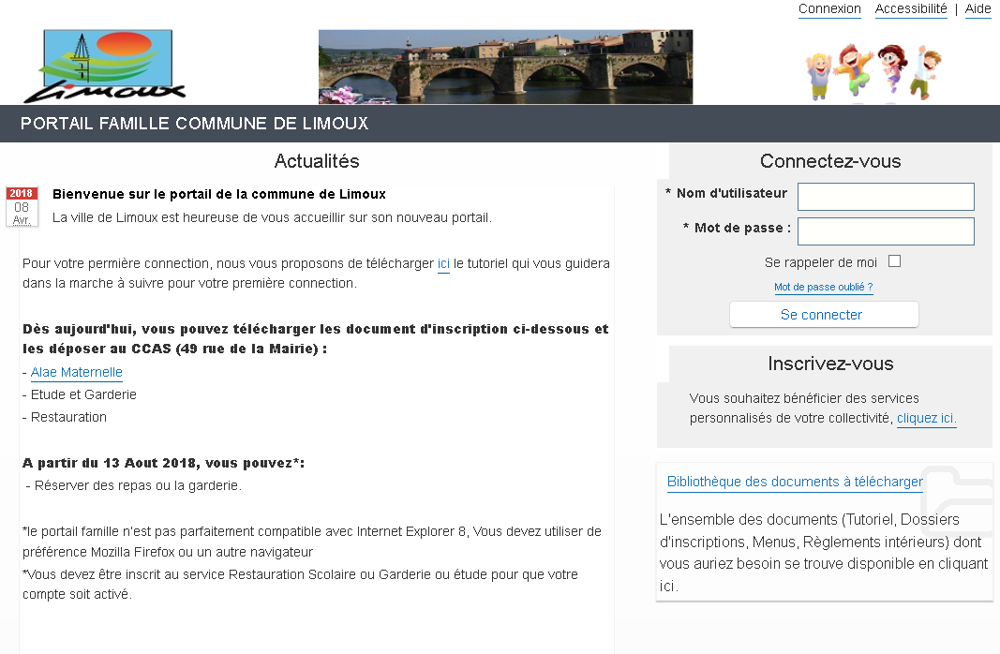 Connexion Accessibilité | Aide
Limoux
PORTAIL FAMILLE COMMUNE DE LIMOUX
Actualités
2018
08
Avr.
Bienvenue sur le portail de la commune de Limoux
La ville de Limoux est heureuse de vous accueillir sur son nouveau portail.
Pour votre permière connection, nous vous proposons de télécharger ici le tutoriel qui vous guidera
dans la marche à suivre pour votre première connection.
Dès aujourd'hui, vous pouvez télécharger les document d'inscription ci-dessous et
les déposer au CCAS (49 rue de la Mairie) :
- Alae Maternelle
- Etude et Garderie
- Restauration
A partir du 13 Aout 2018, vous pouvez*:
- Réserver des repas ou la garderie.
*le portail famille n'est pas parfaitement compatible avec Internet Explorer 8, Vous devez utiliser de
préférence Mozilla Firefox ou un autre navigateur
*Vous devez être inscrit au service Restauration Scolaire ou Garderie ou étude pour que votre
compte soit activé.
Connectez-vous
* Nom d'utilisateur
* Mot de passe :
Se rappeler de moi
Mot de passe oublié ?
Se connecter
Inscrivez-vous
Vous souhaitez bénéficier des services
personnalisés de votre collectivité, cliquez ici.
Bibliothèque des documents à télécharger
L'ensemble des documents (Tutoriel, Dossiers
d'inscriptions, Menus, Règlements intérieurs) dont
vous auriez besoin se trouve disponible en cliquant
ici.